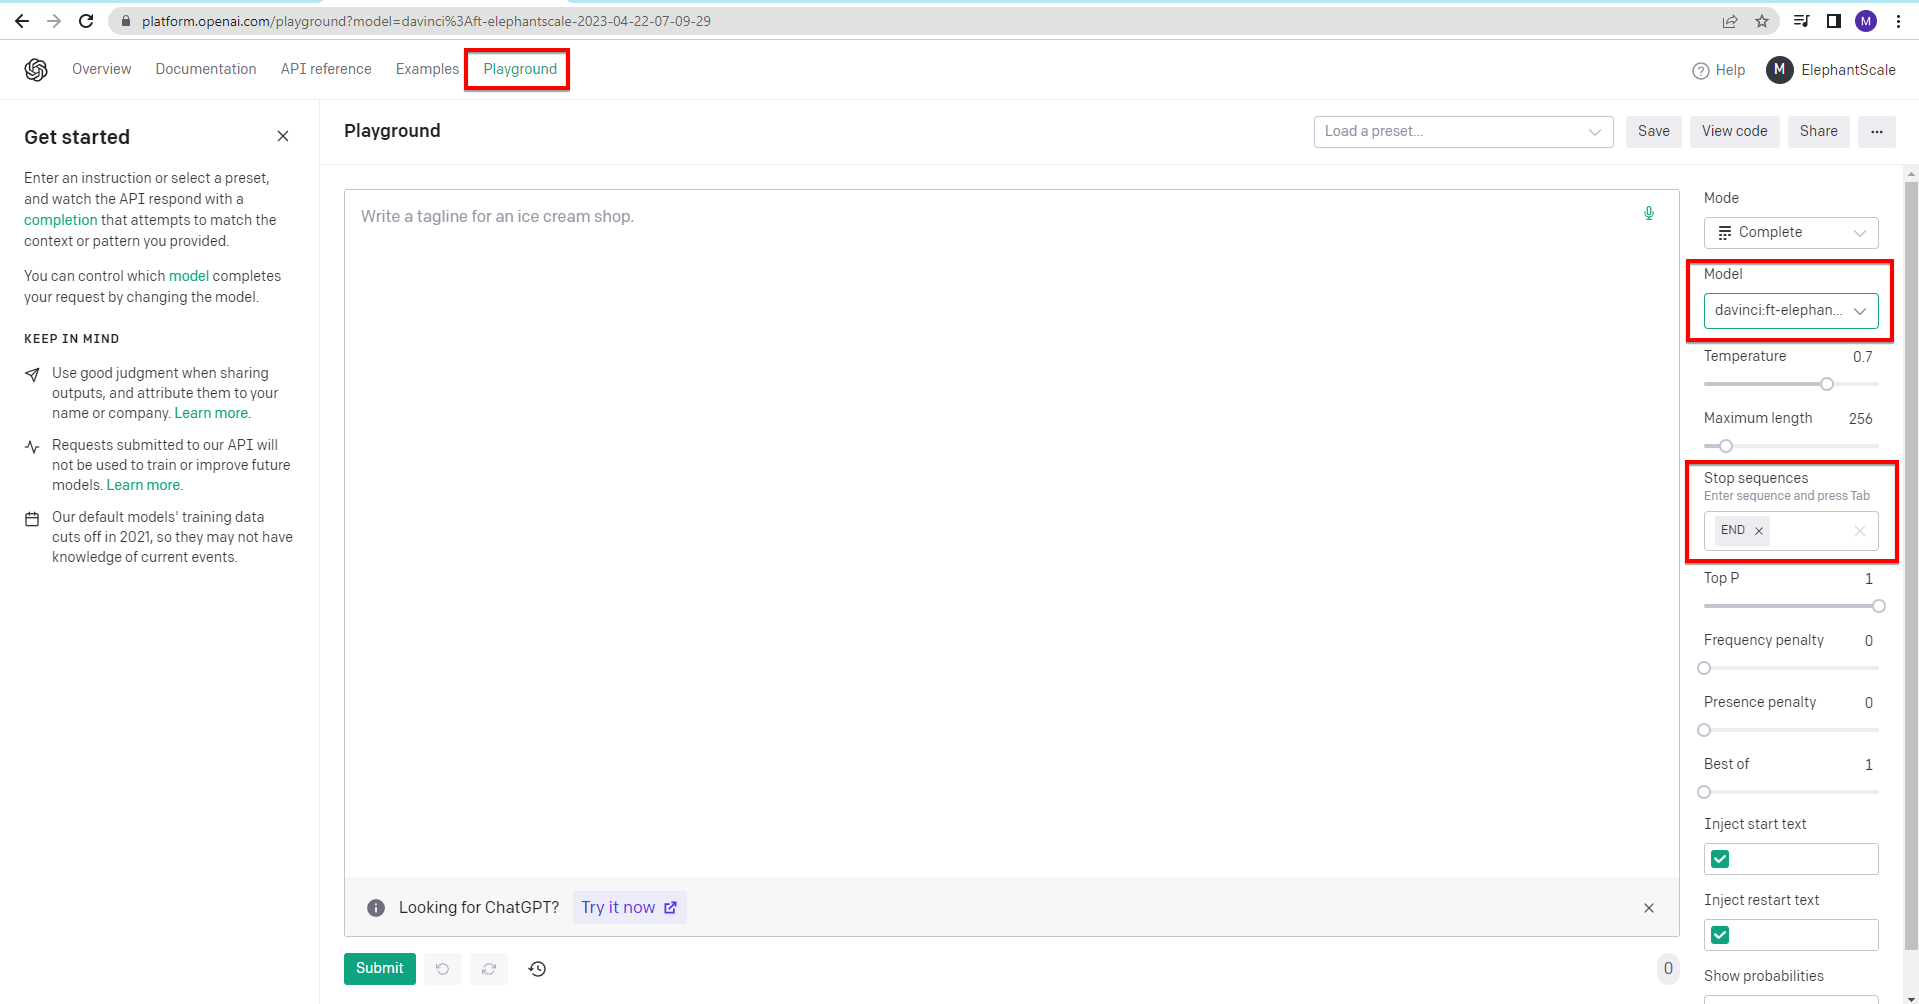 platform.openai.com/playground?model=davinci%3Aft-elephantscale-2023-04-22-07-09-29
M
Overview
Documentation
API reference
Examples
Playground
Help
M
ElephantScale
Get started
Enter an instruction or select a preset,
and watch the API respond with a
completion that attempts to match the
context or pattern you provided.
You can control which model completes
your request by changing the model.
KEEP IN MIND
Use good judgment when sharing
outputs, and attribute them to your
name or company. Learn more.
Requests submitted to our API will
not be used to train or improve future
models. Learn more.
Our default models' training data
cuts off in 2021, so they may not have
knowledge of current events.
Playground
Load a preset...
Save
View code
Share
...
Write a tagline for an ice cream shop.
Looking for ChatGPT?
Try it now
Submit
0
Mode
Complete
Model
davinci:ft-elephan...
Temperature
0.7
Maximum length
256
Stop sequences
Enter sequence and press Tab
END
Top P
1
Frequency penalty
0
Presence penalty
0
Best of
1
Inject start text
Inject restart text
Show probabilities